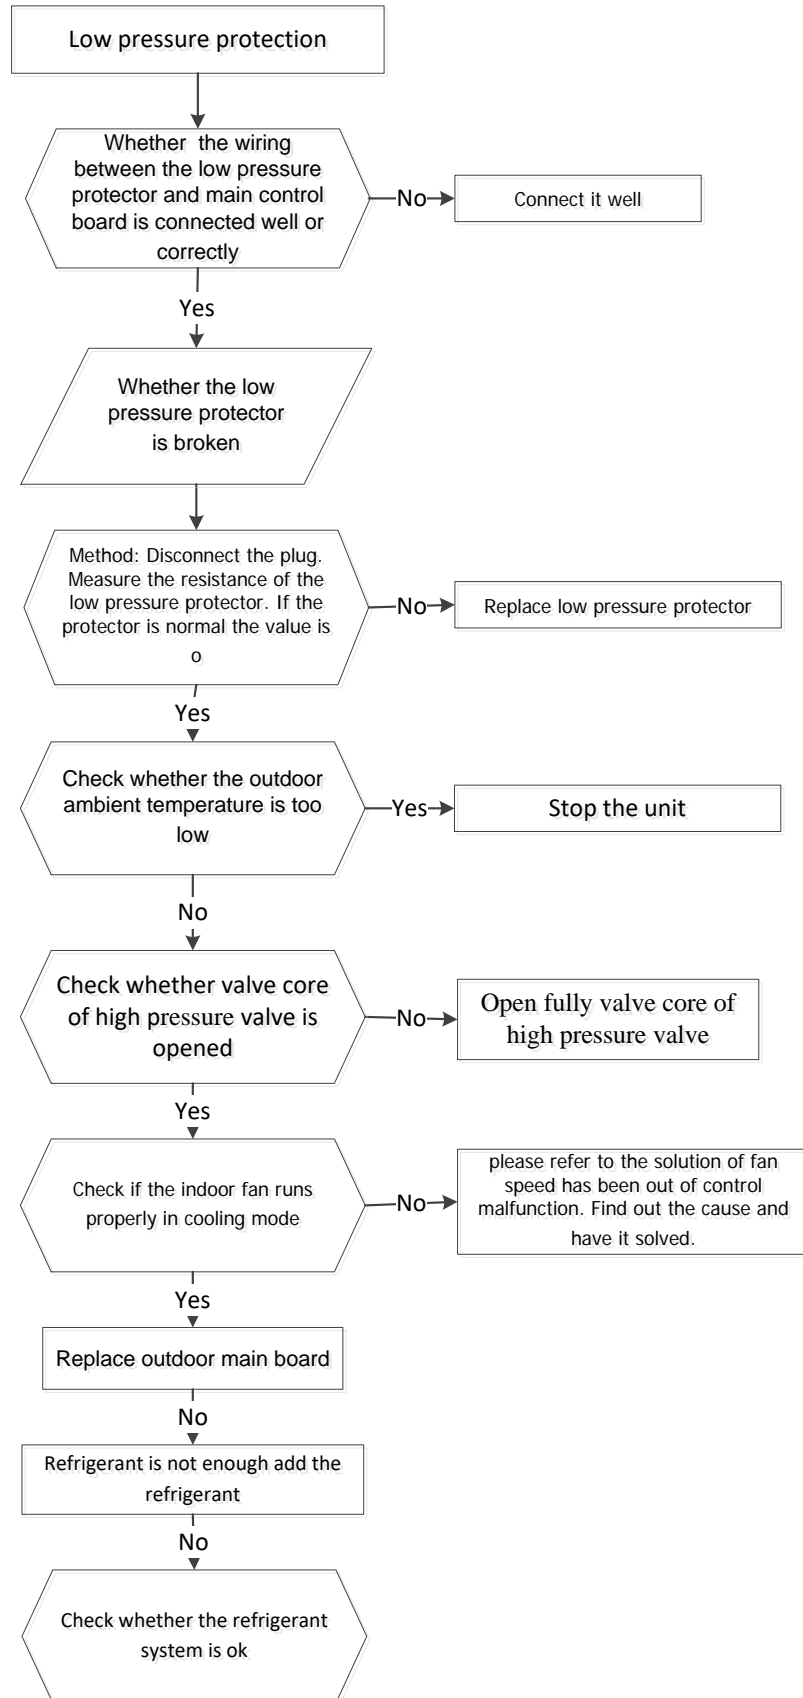 Low pressure protection
Whether the wiring
between the low pressure
protector and main control
board is connected well or
correctly
No
Connect it well
Yes
Whether the low
pressure protector
is broken
Method: Disconnect the plug.
Measure the resistance of the
low pressure protector. If the
protector is normal the value is
o
No
Replace low pressure protector
Yes
Check whether the outdoor
ambient temperature is too
low
Yes
Stop the unit
No
Check whether valve core
of high pressure valve is
opened
No
Open fully valve core of
high pressure valve
Yes
Check if the indoor fan runs
properly in cooling mode
No
please refer to the solution of fan
speed has been out of control
malfunction. Find out the cause and
have it solved.
Yes
Replace outdoor main board
No
Refrigerant is not enough add the
refrigerant
No
Check whether the refrigerant
system is ok